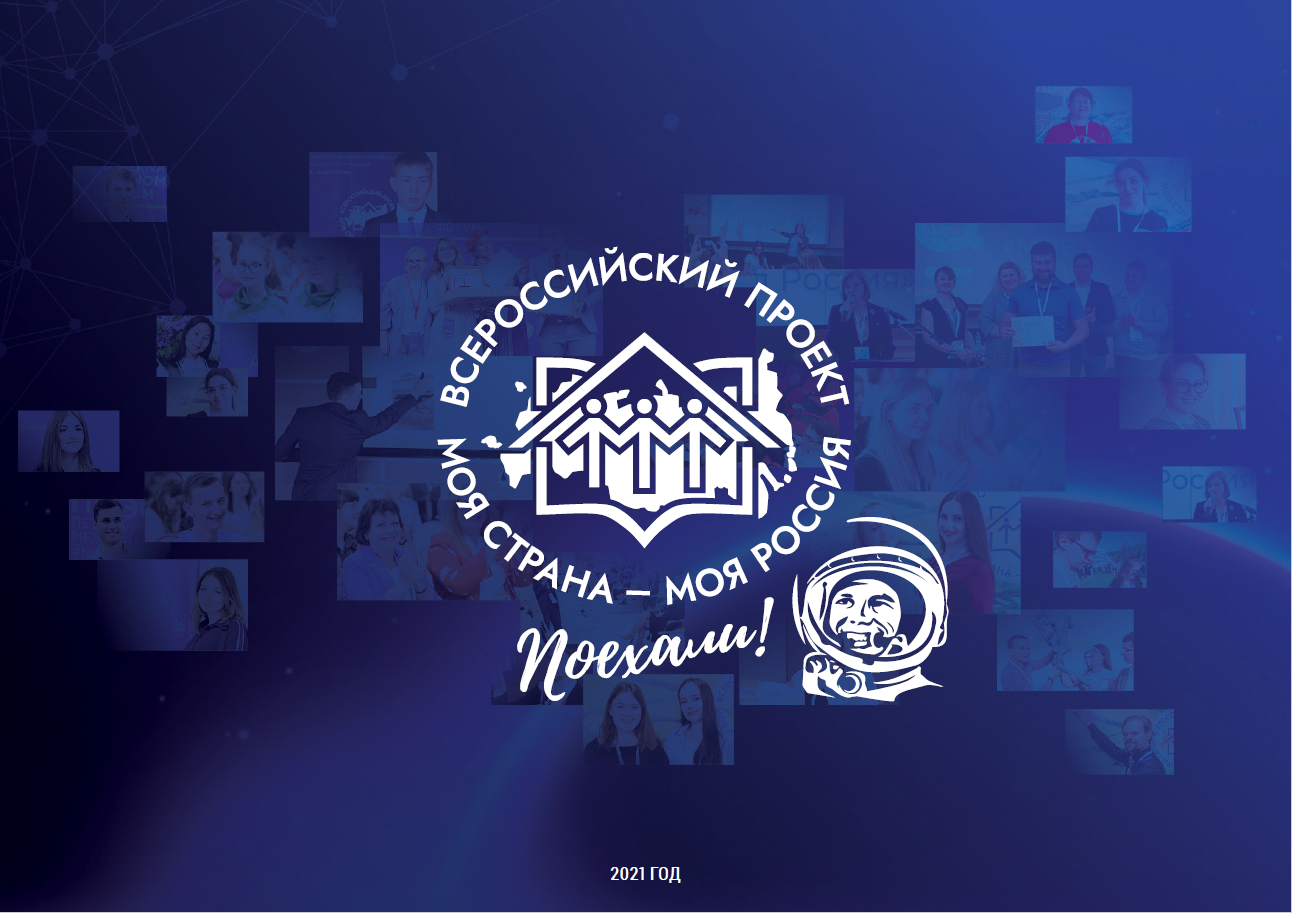 ВСЕРОССИЙСКИЙ ПРОЕКТ
МОЯ СТРАНА – МОЯ РОССИЯ
Поехали!
2021 ГОД